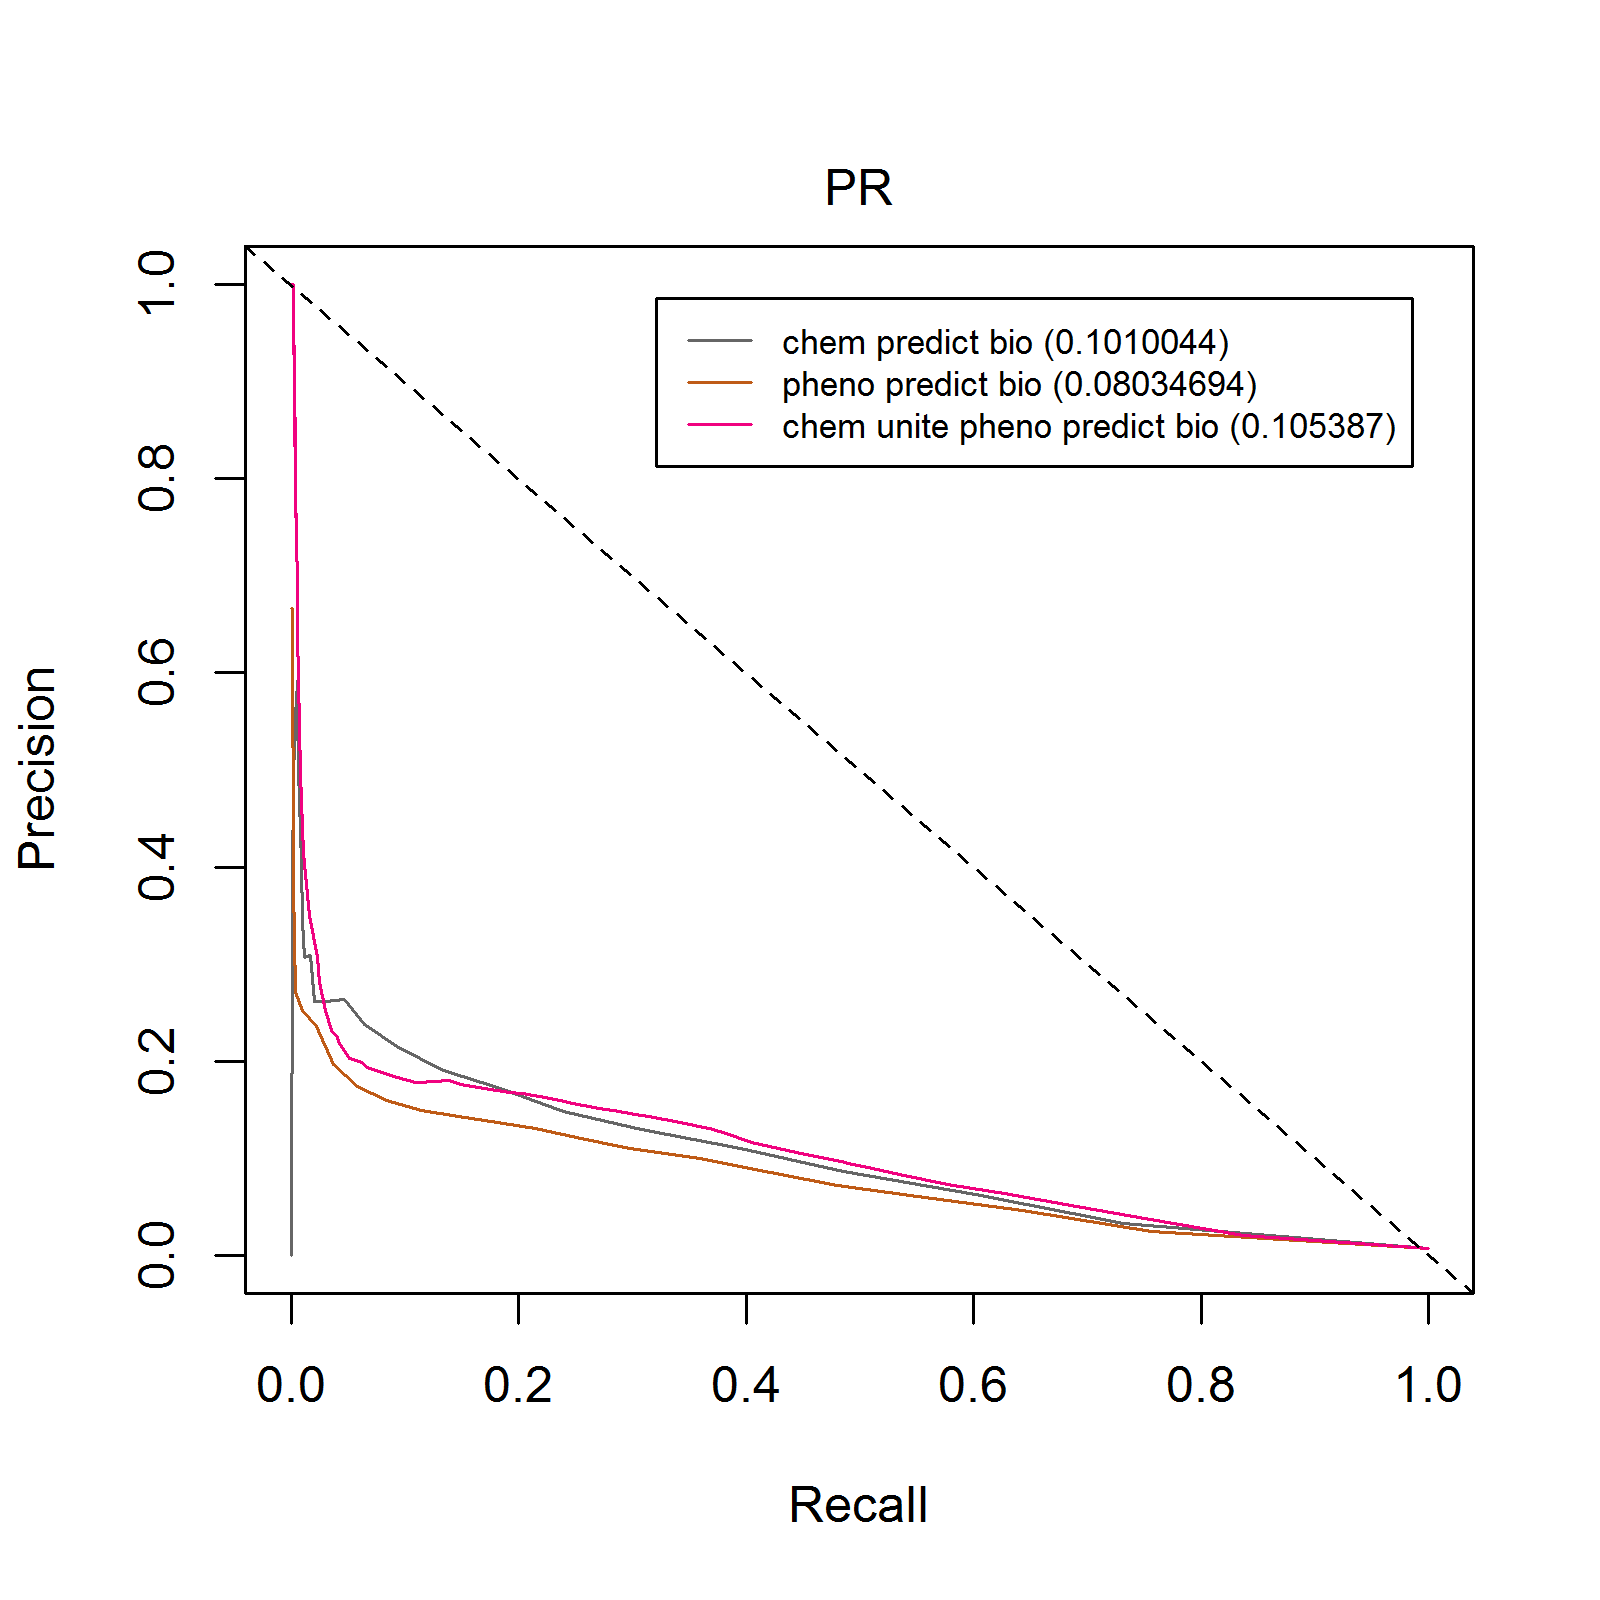 PR
chem predict bio (0.1010044)
pheno predict bio (0.08034694)
chem unite pheno predict bio (0.105387)
Precision
1.0
0.8
0.6
0.4
0.2
0.0
0.0 0.2 0.4 0.6 0.8 1.0
Recall